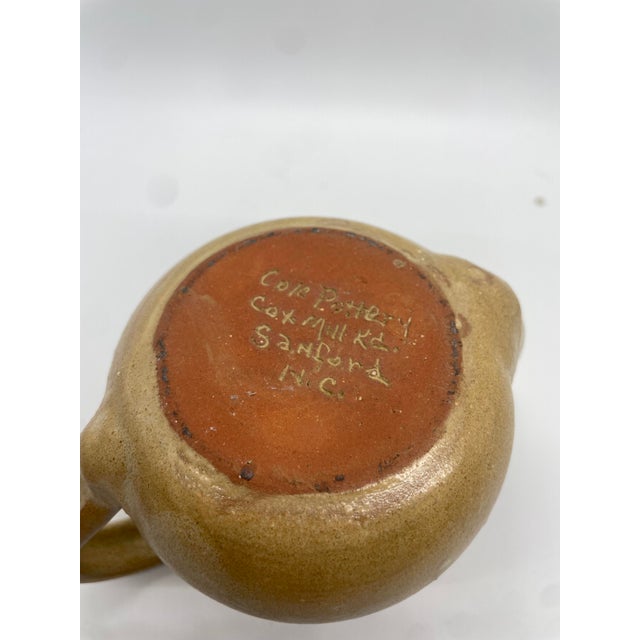 Cole Pottery
Cox Mill Rd.
Sanford
N.C.